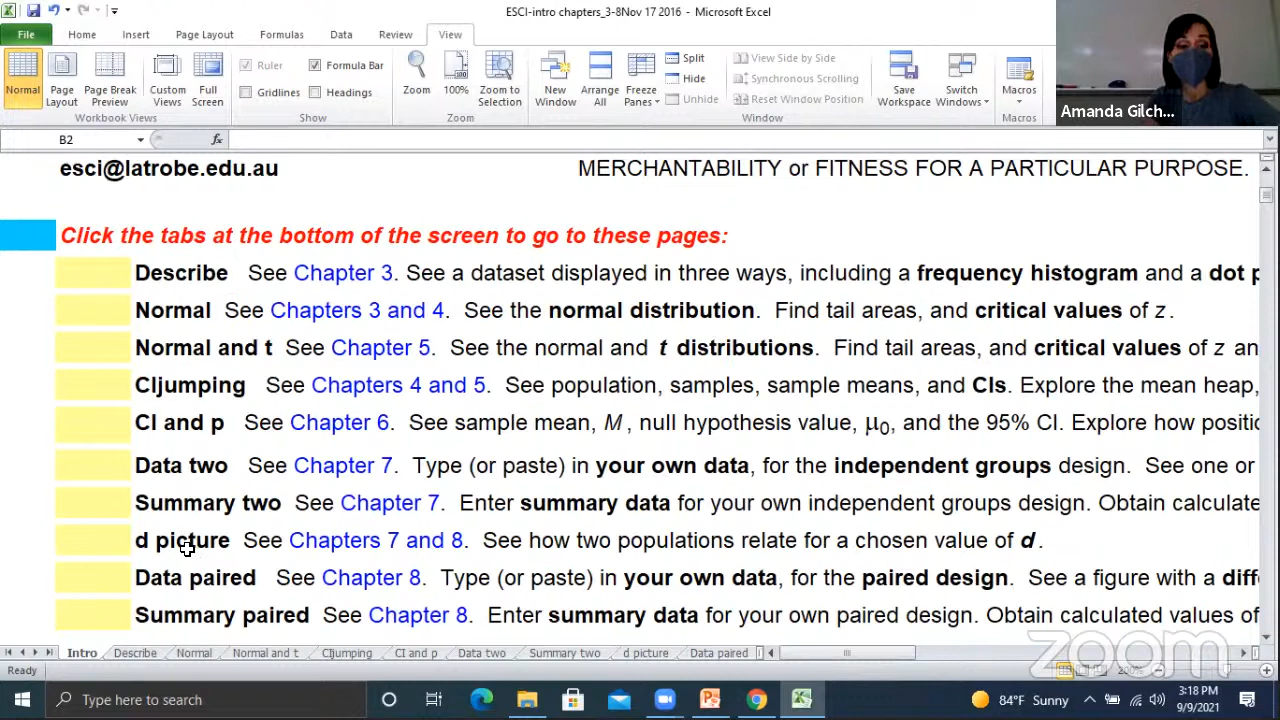 ESCI-intro chapters_3-8Nov 17 2016 - Microsoft Excel
File Home Insert Page Layout Formulas Data Review View
Normal
Page Layout
Page Break Preview
Custom Views
Full Screen
Workbook Views
Ruler
Formula Bar
Gridlines
Headings
Show
Zoom
100%
Zoom to Selection
Zoom
New Window
Arrange All
Freeze Panes
Split
Hide
Unhide
View Side by Side
Synchronous Scrolling
Reset Window Position
Window
Save Workspace
Switch Windows
Macros
Macros
Amanda Gilch...
B2
fx
esci@latrobe.edu.au MERCHANTABILITY or FITNESS FOR A PARTICULAR PURPOSE.
Click the tabs at the bottom of the screen to go to these pages:
Describe See Chapter 3. See a dataset displayed in three ways, including a frequency histogram and a dot p
Normal See Chapters 3 and 4. See the normal distribution. Find tail areas, and critical values of z.
Normal and t See Chapter 5. See the normal and t distributions. Find tail areas, and critical values of z an
CIjumping See Chapters 4 and 5. See population, samples, sample means, and CIs. Explore the mean heap,
CI and p See Chapter 6. See sample mean, M, null hypothesis value, μ0, and the 95% CI. Explore how positio
Data two See Chapter 7. Type (or paste) in your own data, for the independent groups design. See one or
Summary two See Chapter 7. Enter summary data for your own independent groups design. Obtain calculate
d picture See Chapters 7 and 8. See how two populations relate for a chosen value of d.
Data paired See Chapter 8. Type (or paste) in your own data, for the paired design. See a figure with a diff
Summary paired See Chapter 8. Enter summary data for your own paired design. Obtain calculated values of
Intro Describe Normal Normal and t CIjumping CI and p Data two Summary two d picture Data paired
zoom
Ready
200%
Type here to search
84°F Sunny
3:18 PM
9/9/2021